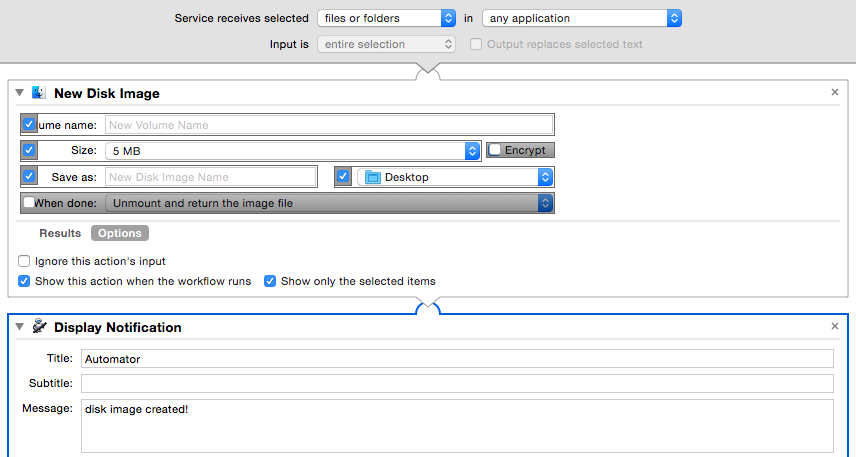 Service receives selected files or folders in any application
Input is entire selection Output replaces selected text
New Disk Image
ume name: New Volume Name
Size: 5 MB Encrypt
Save as: New Disk Image Name Desktop
When done: Unmount and return the image file
Results Options
Ignore this action's input
Show this action when the workflow runs Show only the selected items
Display Notification
Title: Automator
Subtitle:
Message: disk image created!